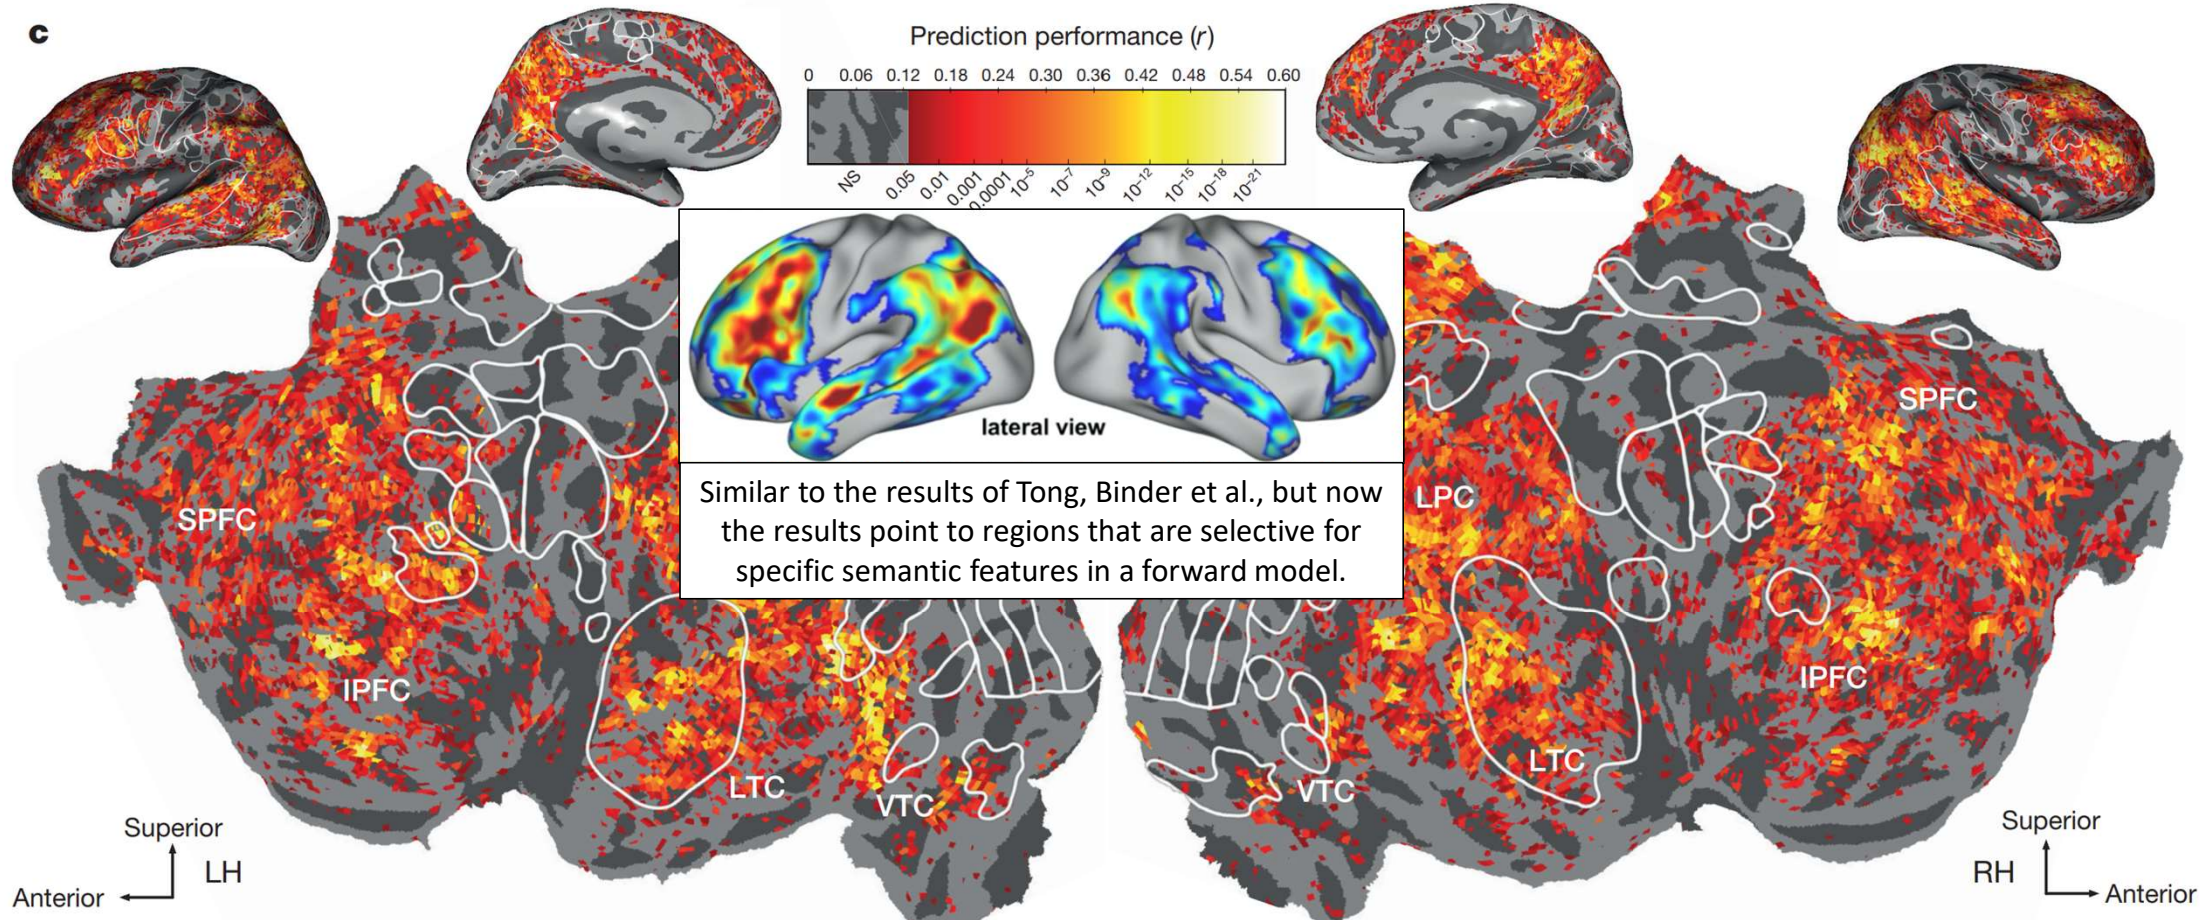 c
Prediction performance (r)
0 0.06 0.12 0.18 0.24 0.30 0.36 0.42 0.48 0.54 0.60
NS 0.05 0.01 0.001 0.0001 10⁻⁵ 10⁻⁷ 10⁻⁹ 10⁻¹² 10⁻¹⁵ 10⁻¹⁸ 10⁻²¹
lateral view
Similar to the results of Tong, Binder et al., but now
the results point to regions that are selective for
specific semantic features in a forward model.
SPFC
IPFC
LTC
VTC
LPC
SPFC
IPFC
LTC
VTC
Superior
Anterior
LH
Superior
RH
Anterior